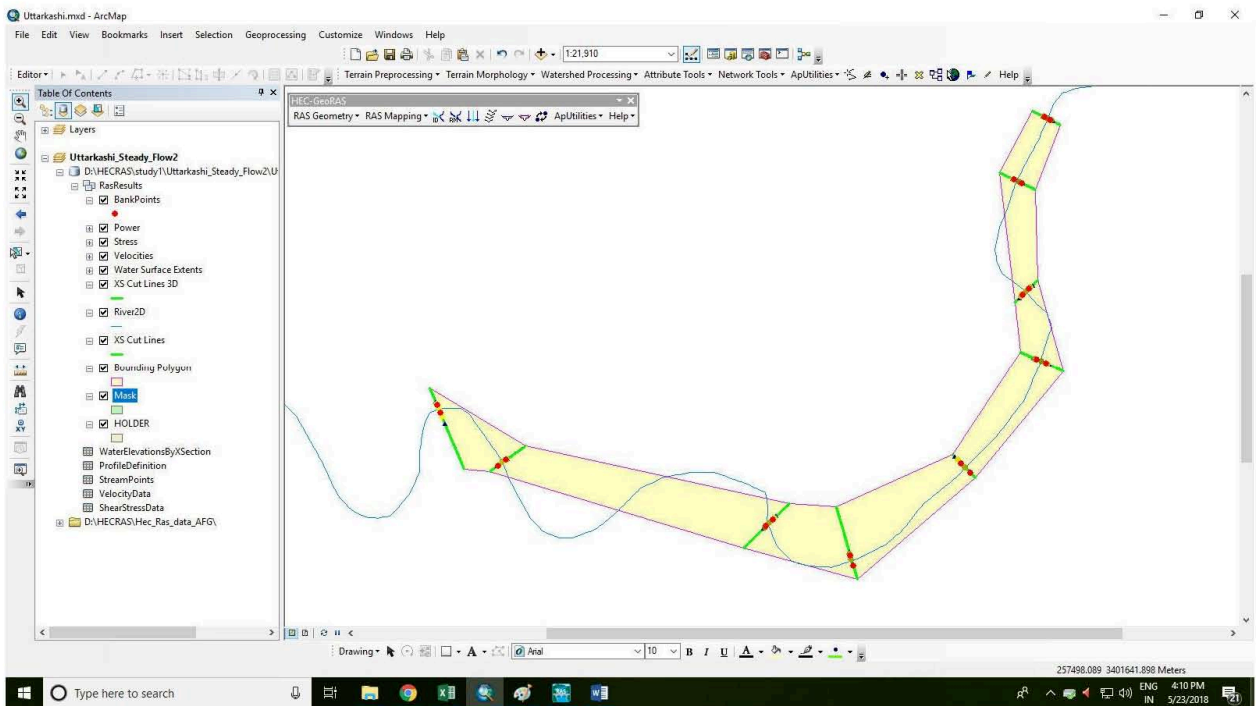 Uttarkashi.mxd - ArcMap
File Edit View Bookmarks Insert Selection Geoprocessing Customize Windows Help
1:21,910
Editor Terrain Preprocessing Terrain Morphology Watershed Processing Attribute Tools Network Tools ApUtilities Help
Table Of Contents
HEC-GeoRAS
RAS Geometry RAS Mapping ApUtilities Help
Layers
Uttarkashi_Steady_Flow2
D:\HECRAS\study1\Uttarkashi_Steady_Flow2\U
RasResults
BankPoints
Power
Stress
Velocities
Water Surface Extents
XS Cut Lines 3D
River2D
XS Cut Lines
Bounding Polygon
Mask
HOLDER
WaterElevationsByXSection
ProfileDefinition
StreamPoints
VelocityData
ShearStressData
D:\HECRAS\Hec_Ras_data_AFG\
Drawing A Arial 10 B I U A
257498.089 3401641.898 Meters
Type here to search
ENG 4:10 PM
IN 5/23/2018
21